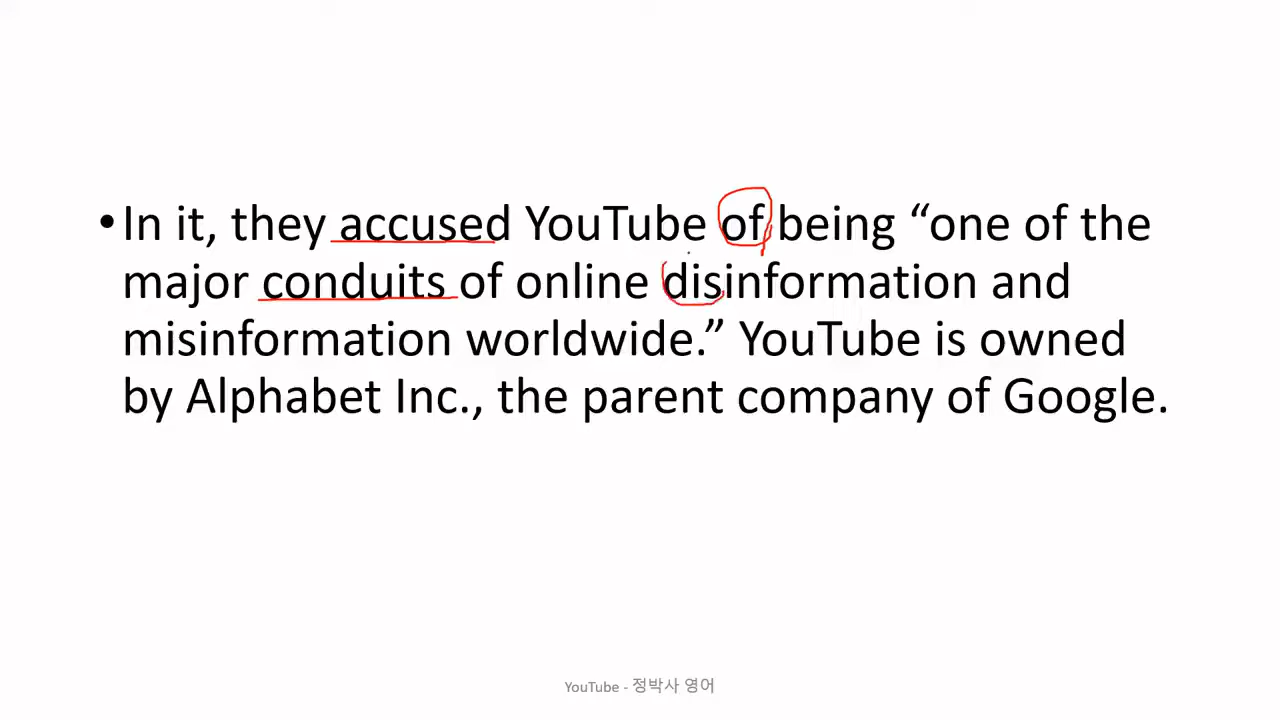 •In it, they accused YouTube of being “one of the
major conduits of online disinformation and
misinformation worldwide.” YouTube is owned
by Alphabet Inc., the parent company of Google.
YouTube - 정박사 영어